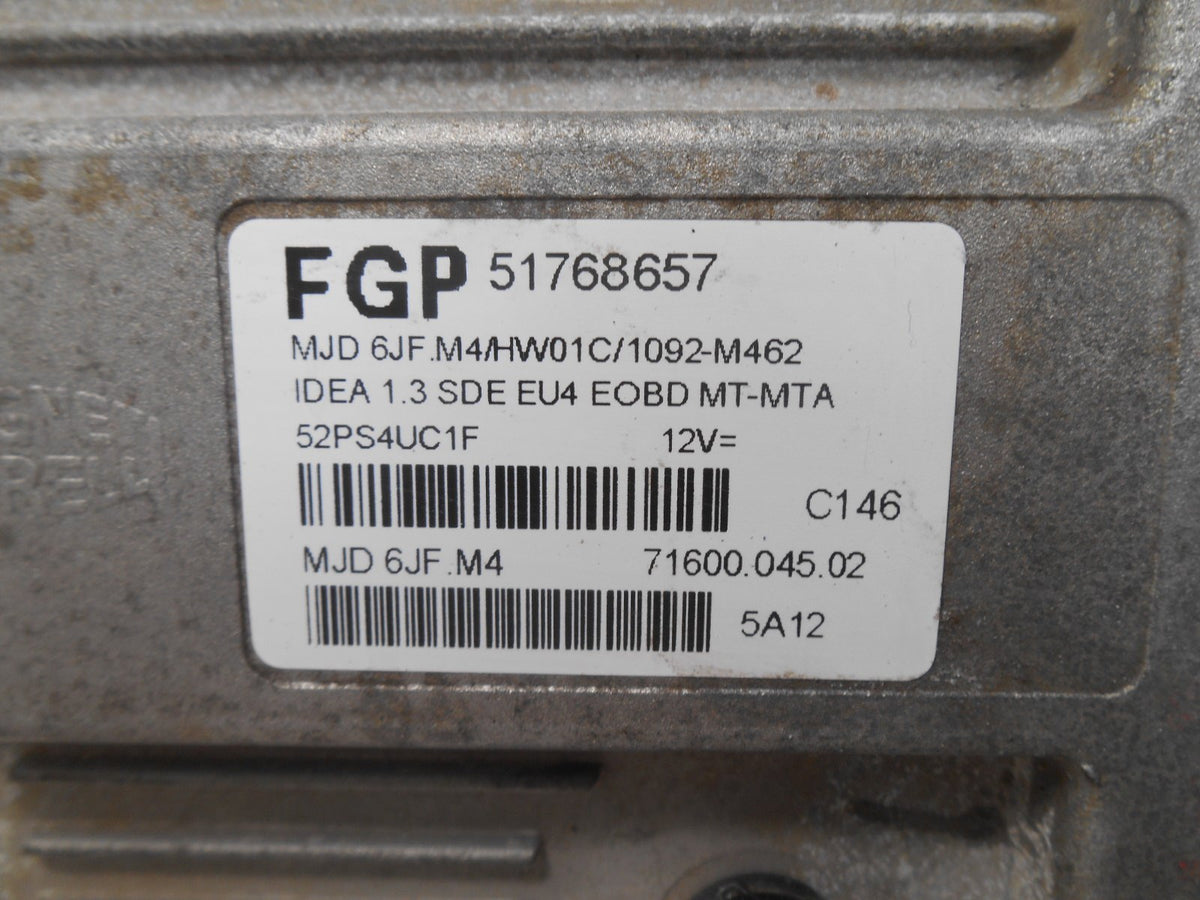 FGP 51768657
MJD 6JF.M4/HW01C/1092-M462
IDEA 1.3 SDE EU4 EOBD MT-MTA
52PS4UC1F 12V=
C146
MJD 6JF.M4 71600.045.02
5A12